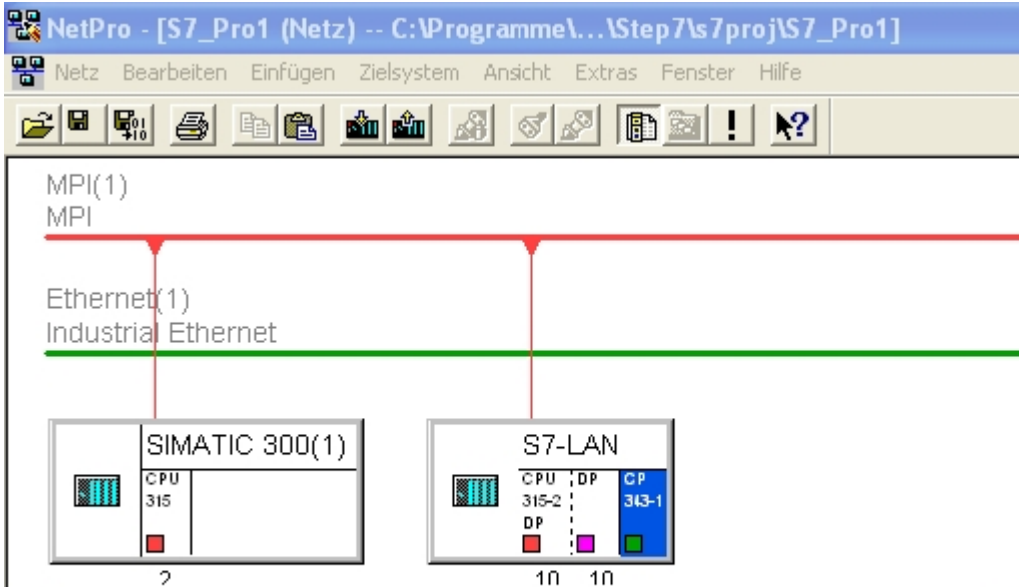 NetPro - [S7_Pro1 (Netz) -- C:\Programme\...\Step7\s7proj\S7_Pro1]
Netz Bearbeiten Einfügen Zielsystem Ansicht Extras Fenster Hilfe
MPI(1)
MPI
Ethernet(1)
Industrial Ethernet
SIMATIC 300(1)
CPU
315
2
S7-LAN
CPU DP CP
315-2 343-1
DP
10 10